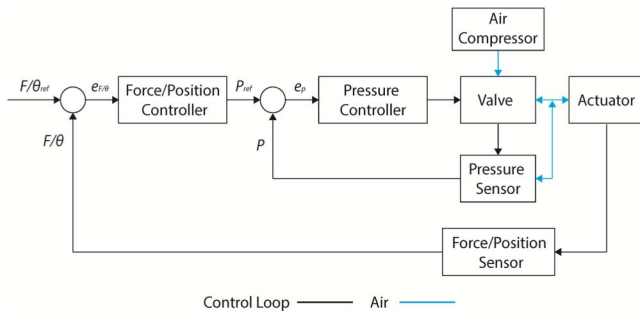 Air
Compressor
F/θref
eF/θ
Force/Position
Controller
Pref
ep
Pressure
Controller
Valve
Actuator
F/θ
P
Pressure
Sensor
Force/Position
Sensor
Control Loop
Air